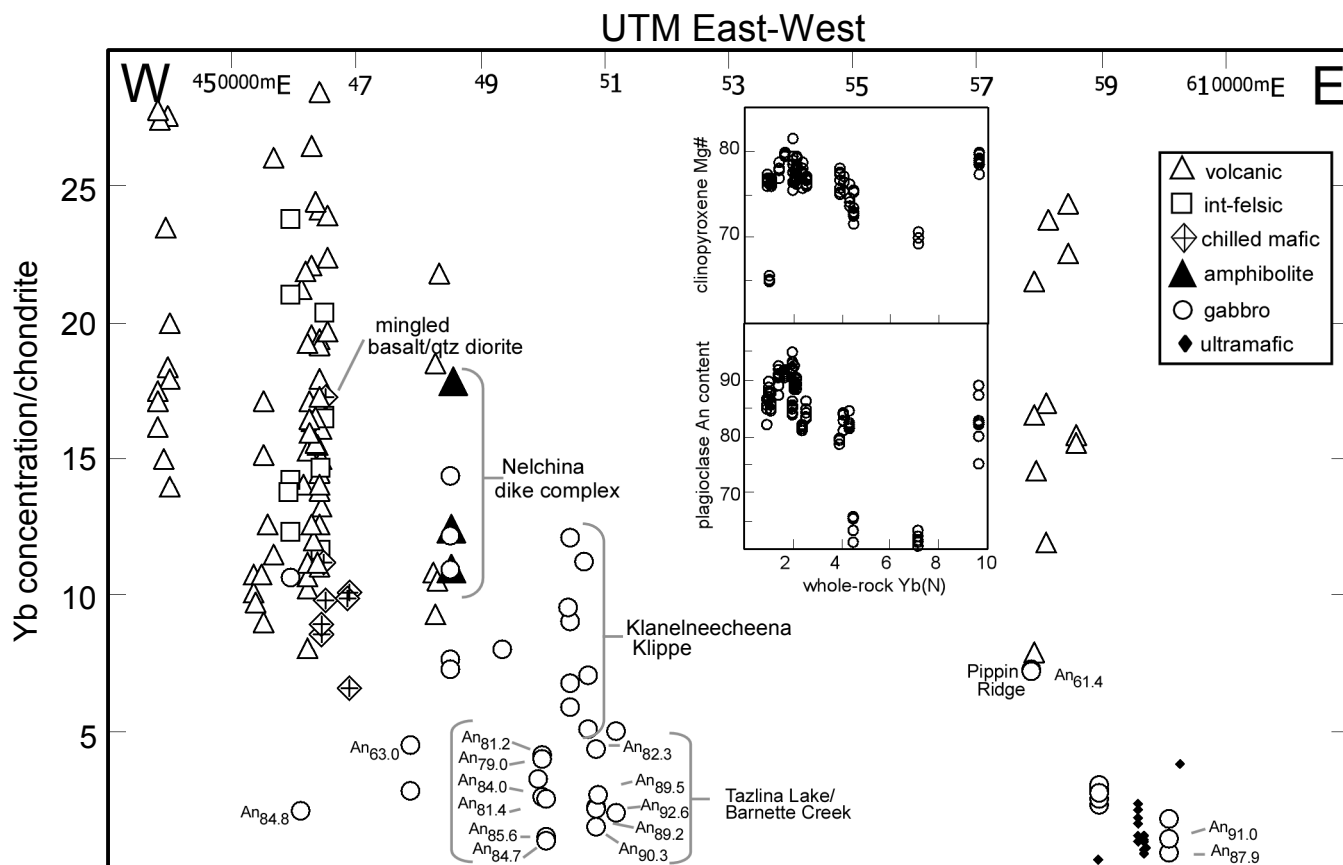 UTM East-West
W
450000mE
47
49
51
53
55
57
59
610000mE
E
Yb concentration/chondrite
25
20
15
10
5
clinopyroxene Mg#
80
70
plagioclase An content
90
80
70
2
4
6
8
10
whole-rock Yb(N)
volcanic
int-felsic
chilled mafic
amphibolite
gabbro
ultramafic
mingled
basalt/qtz diorite
Nelchina
dike complex
Klanelneecheena
Klippe
Pippin
Ridge
An61.4
An63.0
An84.8
An81.2
An79.0
An84.0
An81.4
An85.6
An84.7
An82.3
An89.5
An92.6
An89.2
An90.3
Tazlina Lake/
Barnette Creek
An91.0
An87.9